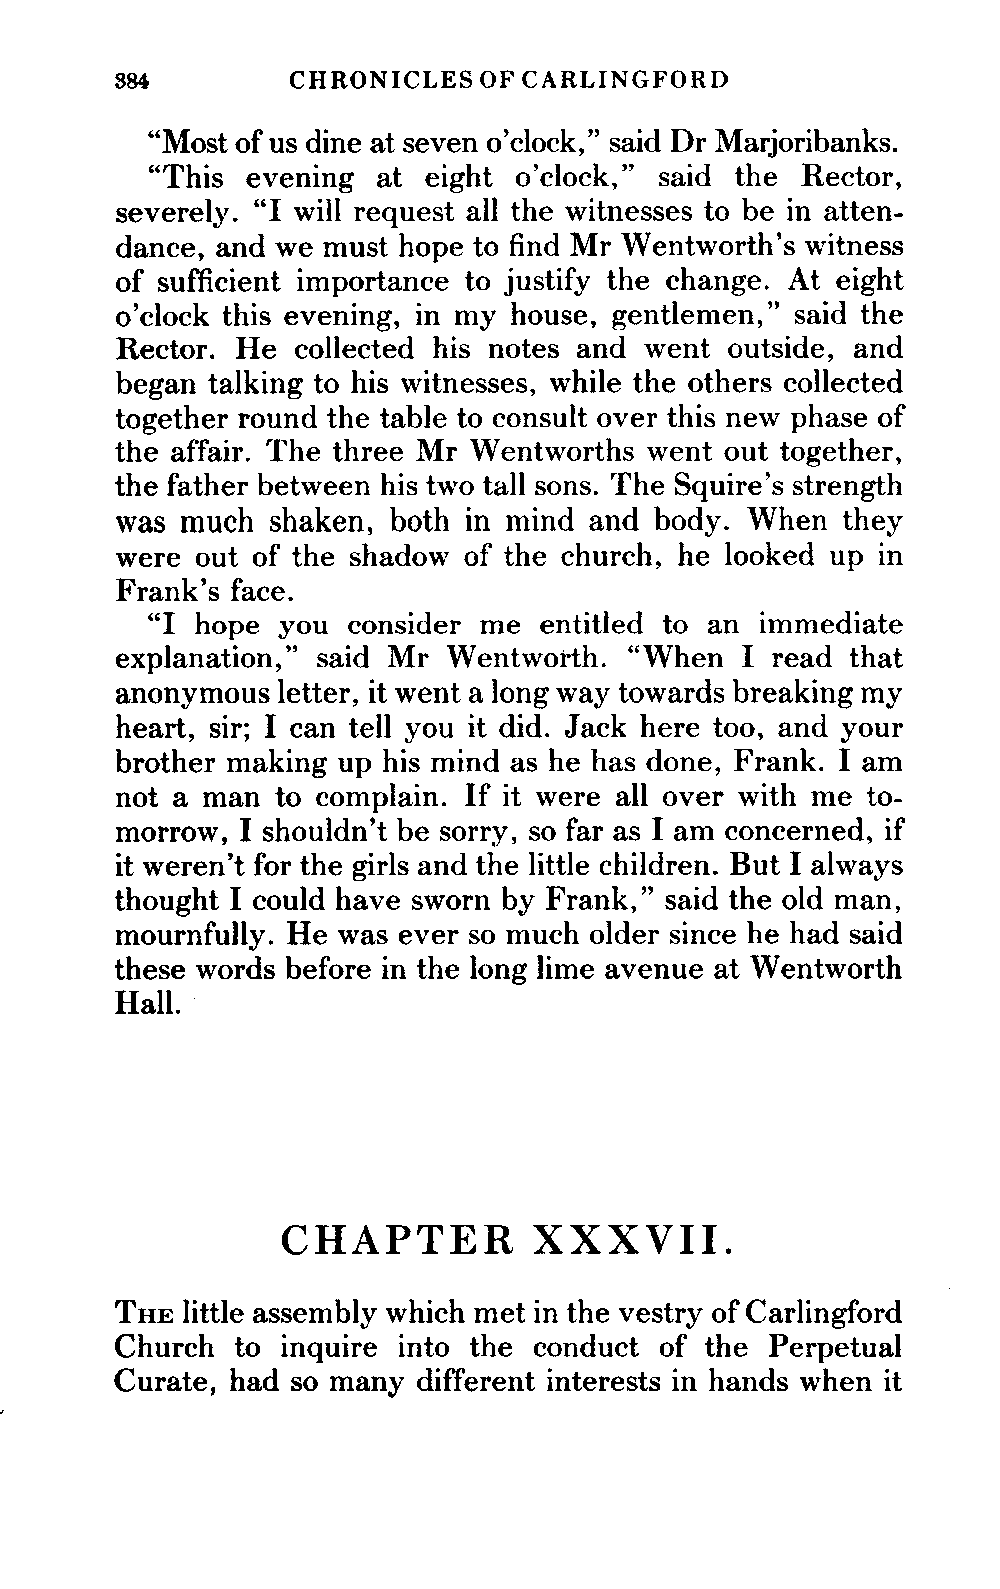 384 CHRONICLES OF CARLINGFORD
“Most of us dine at seven o’clock,” said Dr Marjoribanks.
“This evening at eight o’clock,” said the Rector,
severely. “I will request all the witnesses to be in atten-
dance, and we must hope to find Mr Wentworth’s witness
of sufficient importance to justify the change. At eight
o’clock this evening, in my house, gentlemen,” said the
Rector. He collected his notes and went outside, and
began talking to his witnesses, while the others collected
together round the table to consult over this new phase of
the affair. The three Mr Wentworths went out together,
the father between his two tall sons. The Squire’s strength
was much shaken, both in mind and body. When they
were out of the shadow of the church, he looked up in
Frank’s face.
“I hope you consider me entitled to an immediate
explanation,” said Mr Wentworth. “When I read that
anonymous letter, it went a long way towards breaking my
heart, sir; I can tell you it did. Jack here too, and your
brother making up his mind as he has done, Frank. I am
not a man to complain. If it were all over with me to-
morrow, I shouldn’t be sorry, so far as I am concerned, if
it weren’t for the girls and the little children. But I always
thought I could have sworn by Frank,” said the old man,
mournfully. He was ever so much older since he had said
these words before in the long lime avenue at Wentworth
Hall.
CHAPTER XXXVII.
THE little assembly which met in the vestry of Carlingford
Church to inquire into the conduct of the Perpetual
Curate, had so many different interests in hands when it